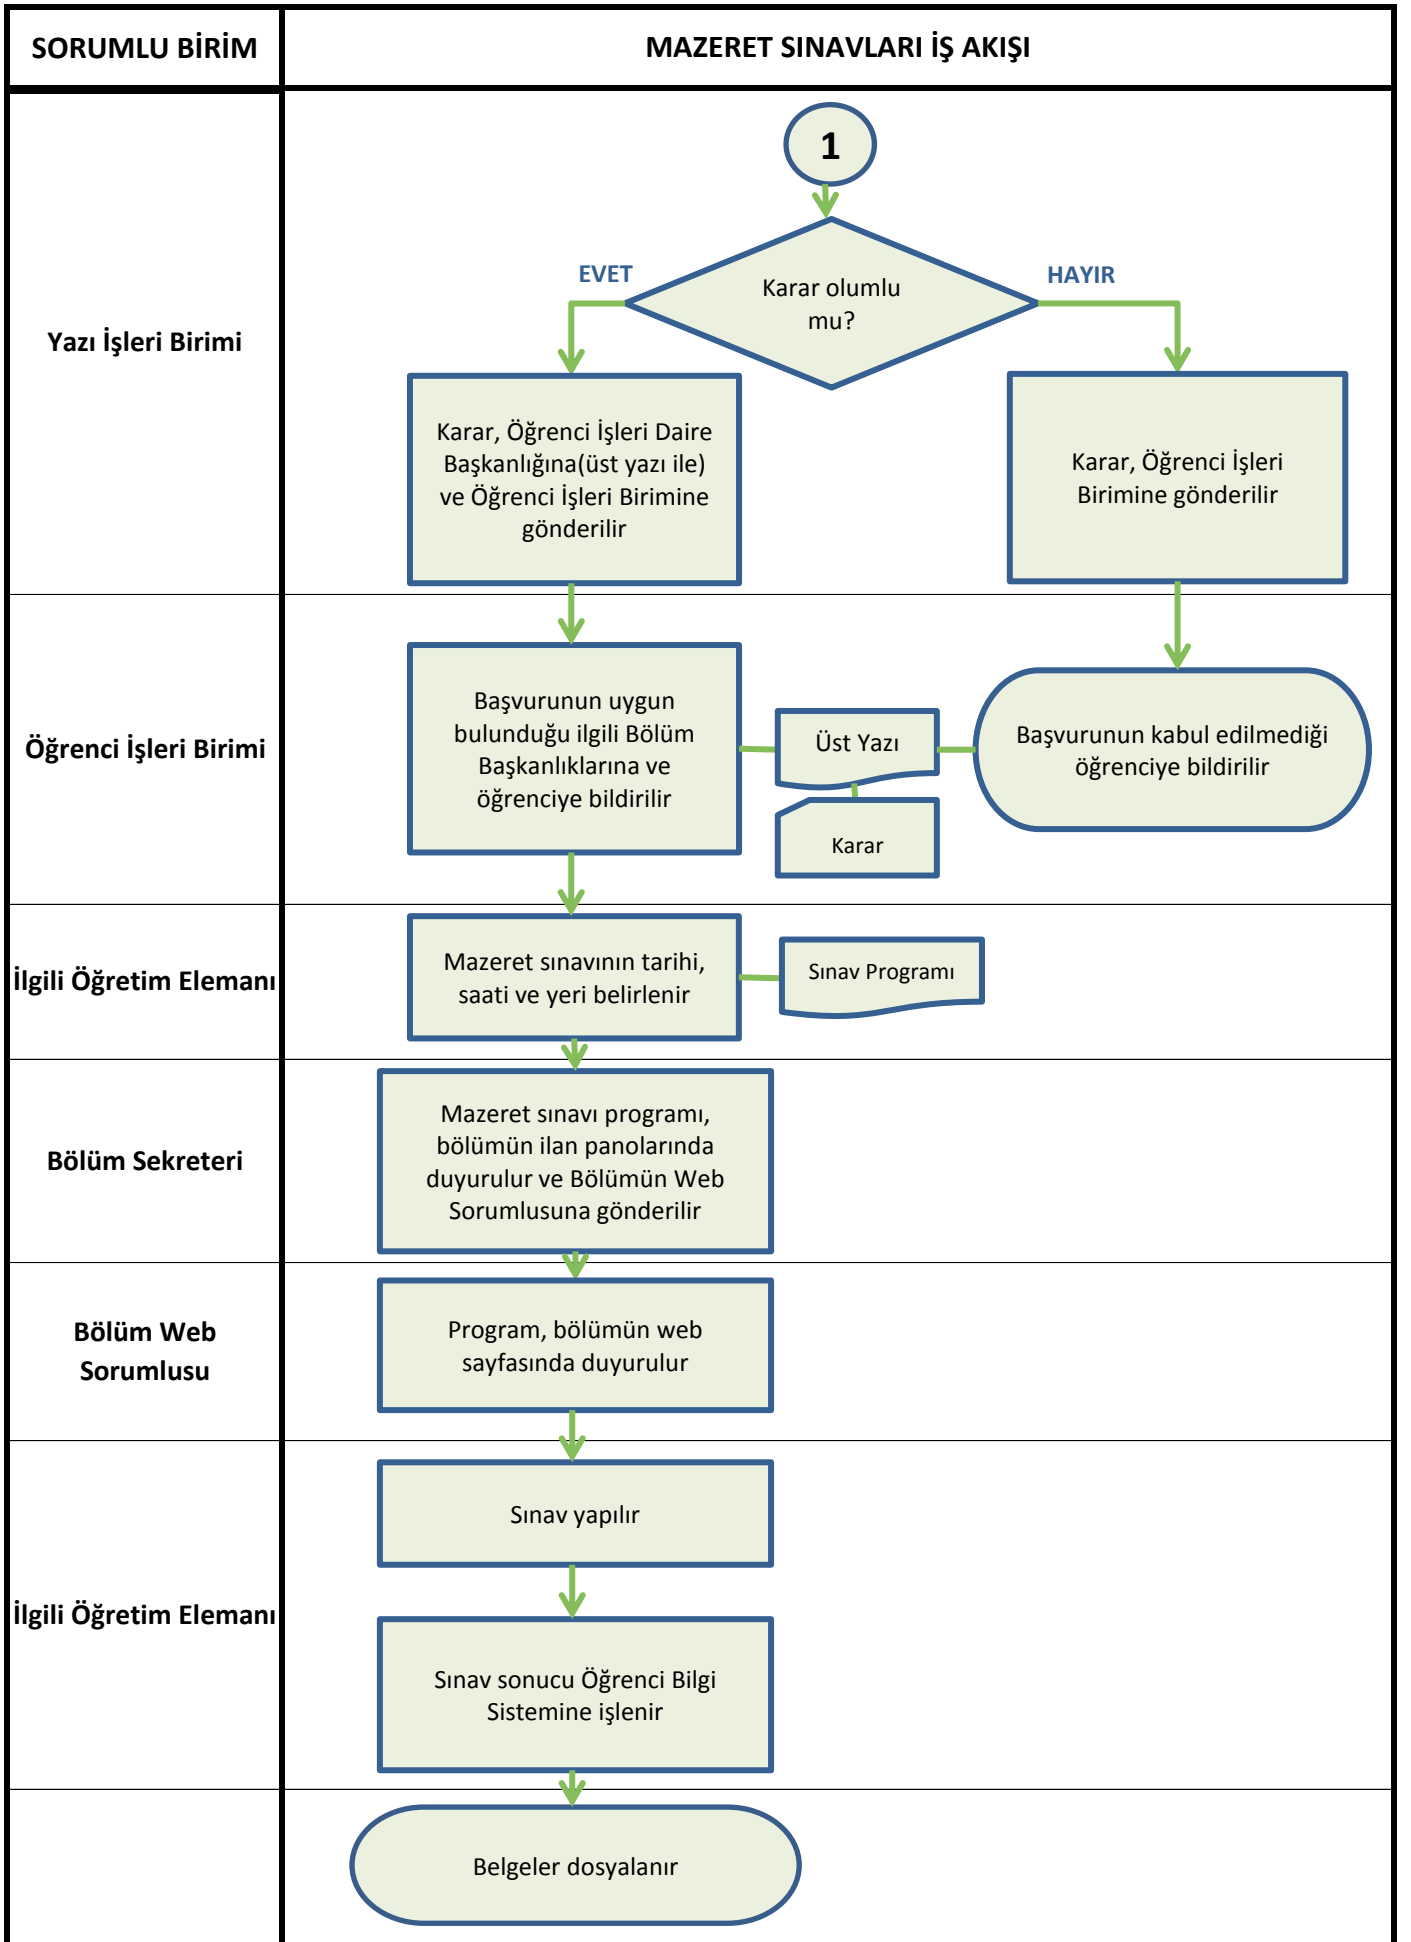 SORUMLU BİRİM
MAZERET SINAVLARI İŞ AKIŞI
Yazı İşleri Birimi
1
Karar olumlu
mu?
EVET
HAYIR
Karar, Öğrenci İşleri Daire
Başkanlığına(üst yazı ile)
ve Öğrenci İşleri Birimine
gönderilir
Karar, Öğrenci İşleri
Birimine gönderilir
Öğrenci İşleri Birimi
Başvurunun uygun
bulunduğu ilgili Bölüm
Başkanlıklarına ve
öğrenciye bildirilir
Üst Yazı
Karar
Başvurunun kabul edilmediği
öğrenciye bildirilir
İlgili Öğretim Elemanı
Mazeret sınavının tarihi,
saati ve yeri belirlenir
Sınav Programı
Bölüm Sekreteri
Mazeret sınavı programı,
bölümün ilan panolarında
duyurulur ve Bölümün Web
Sorumlusuna gönderilir
Bölüm Web
Sorumlusu
Program, bölümün web
sayfasında duyurulur
İlgili Öğretim Elemanı
Sınav yapılır
Sınav sonucu Öğrenci Bilgi
Sistemine işlenir
Belgeler dosyalanır